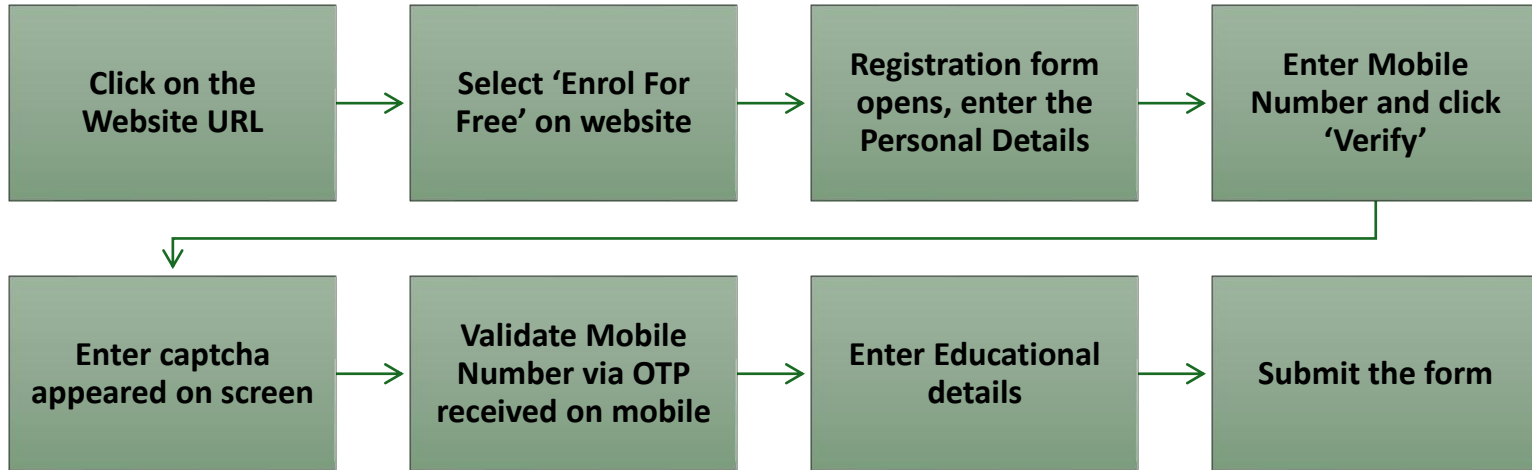 Click on the
Website URL
Select ‘Enrol For
Free’ on website
Registration form
opens, enter the
Personal Details
Enter Mobile
Number and click
‘Verify’
Enter captcha
appeared on screen
Validate Mobile
Number via OTP
received on mobile
Enter Educational
details
Submit the form